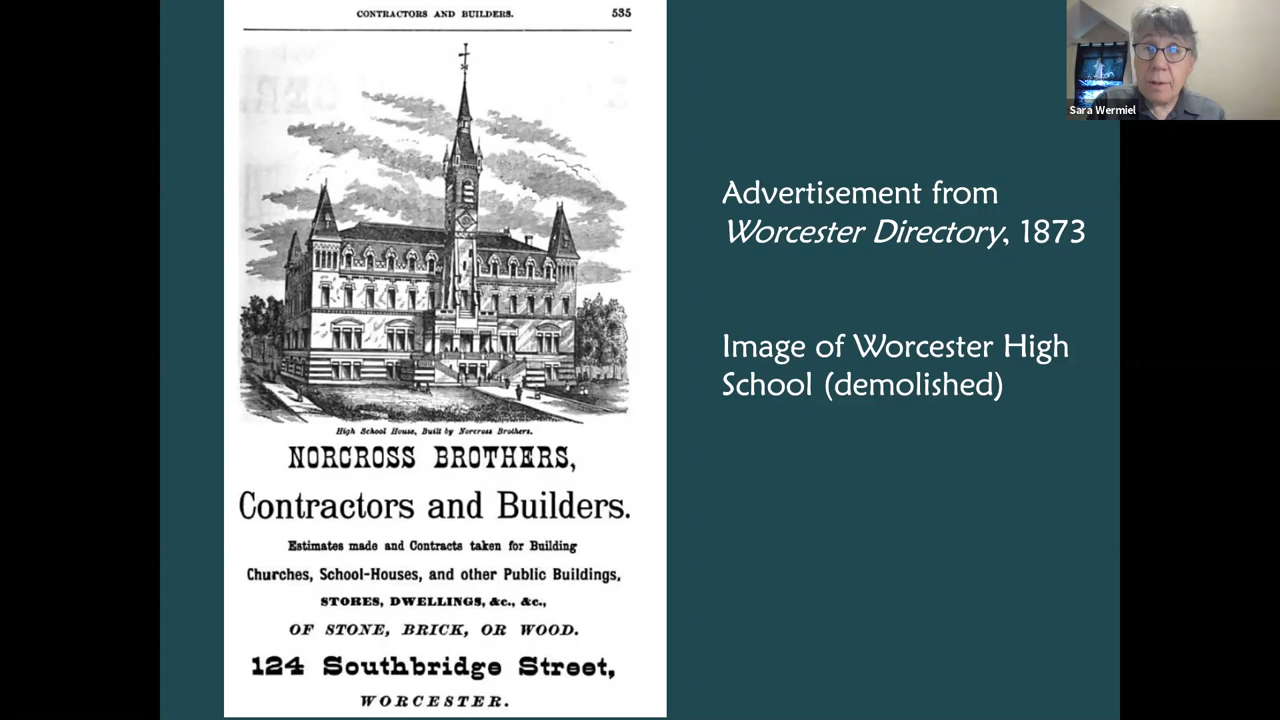 CONTRACTORS AND BUILDERS. 535
High School House, Built by Norcross Brothers.
NORCROSS BROTHERS,
Contractors and Builders.
Estimates made and Contracts taken for Building
Churches, School-Houses, and other Public Buildings,
STORES, DWELLINGS, &c., &c.,
OF STONE, BRICK, OR WOOD.
124 Southbridge Street,
WORCESTER.
Advertisement from
Worcester Directory, 1873
Image of Worcester High
School (demolished)
Sara Wermiel